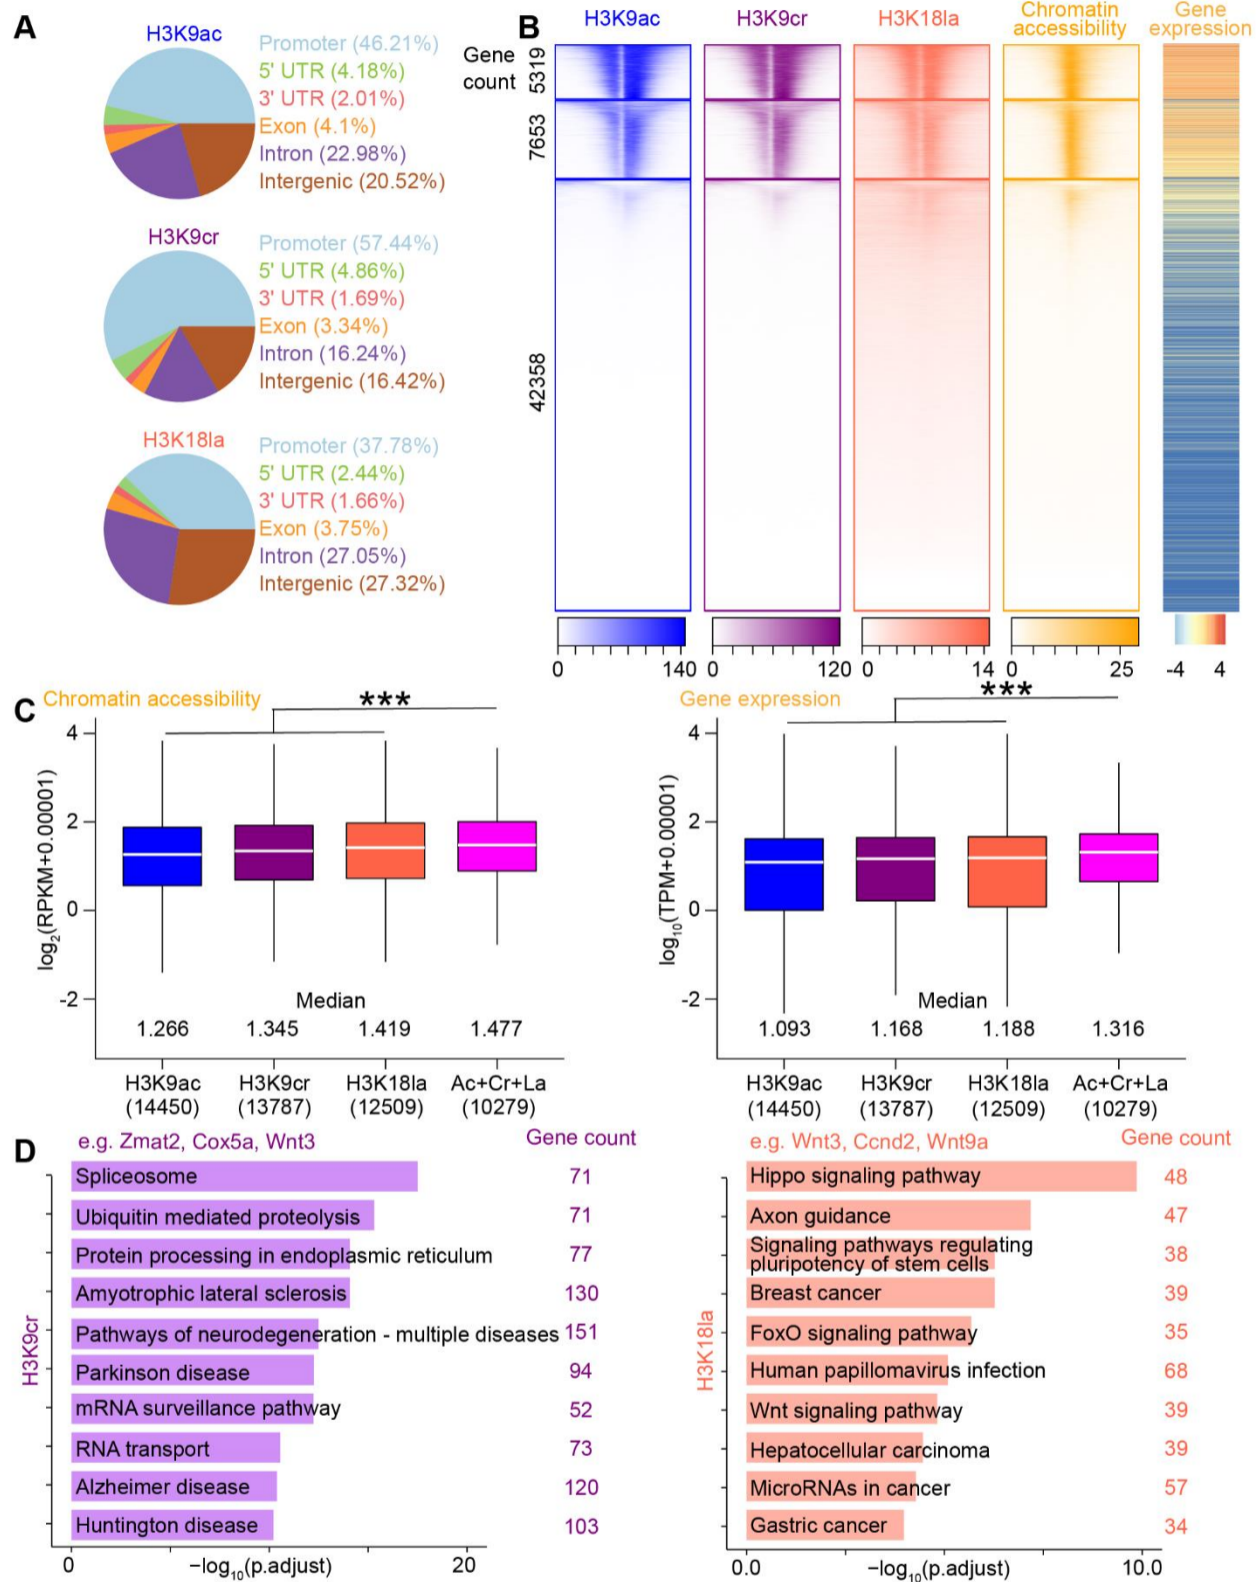 A
H3K9ac
Promoter (46.21%)
5' UTR (4.18%)
3' UTR (2.01%)
Exon (4.1%)
Intron (22.98%)
Intergenic (20.52%)
H3K9cr
Promoter (57.44%)
5' UTR (4.86%)
3' UTR (1.69%)
Exon (3.34%)
Intron (16.24%)
Intergenic (16.42%)
H3K18la
Promoter (37.78%)
5' UTR (2.44%)
3' UTR (1.66%)
Exon (3.75%)
Intron (27.05%)
Intergenic (27.32%)
B
H3K9ac
H3K9cr
H3K18la
Chromatin
accessibility
Gene
expression
Gene
count
5319
7653
42358
0 140
0 120
0 14
0 25
-4 4
C
Chromatin accessibility
***
log2(RPKM+0.00001)
4
2
0
-2
Median
1.266 1.345 1.419 1.477
H3K9ac H3K9cr H3K18la Ac+Cr+La
(14450) (13787) (12509) (10279)
Gene expression
***
log10(TPM+0.00001)
4
2
0
-2
Median
1.093 1.168 1.188 1.316
H3K9ac H3K9cr H3K18la Ac+Cr+La
(14450) (13787) (12509) (10279)
D
e.g. Zmat2, Cox5a, Wnt3
Gene count
H3K9cr
Spliceosome 71
Ubiquitin mediated proteolysis 71
Protein processing in endoplasmic reticulum 77
Amyotrophic lateral sclerosis 130
Pathways of neurodegeneration - multiple diseases 151
Parkinson disease 94
mRNA surveillance pathway 52
RNA transport 73
Alzheimer disease 120
Huntington disease 103
0 20
−log10(p.adjust)
e.g. Wnt3, Ccnd2, Wnt9a
Gene count
H3K18la
Hippo signaling pathway 48
Axon guidance 47
Signaling pathways regulating
pluripotency of stem cells 38
Breast cancer 39
FoxO signaling pathway 35
Human papillomavirus infection 68
Wnt signaling pathway 39
Hepatocellular carcinoma 39
MicroRNAs in cancer 57
Gastric cancer 34
0.0 10.0
−log10(p.adjust)